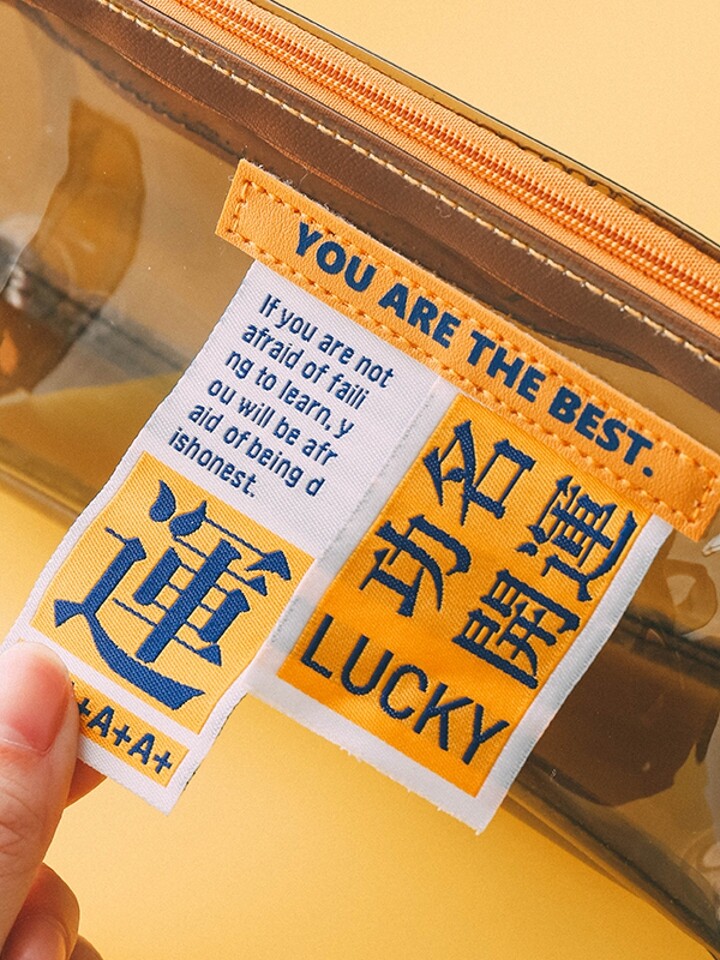 YOU ARE THE BEST.
If you are not
afraid of faili
ng to learn, y
ou will be afr
aid of being d
ishonest.
運
+A+A+
名運
功開
LUCKY